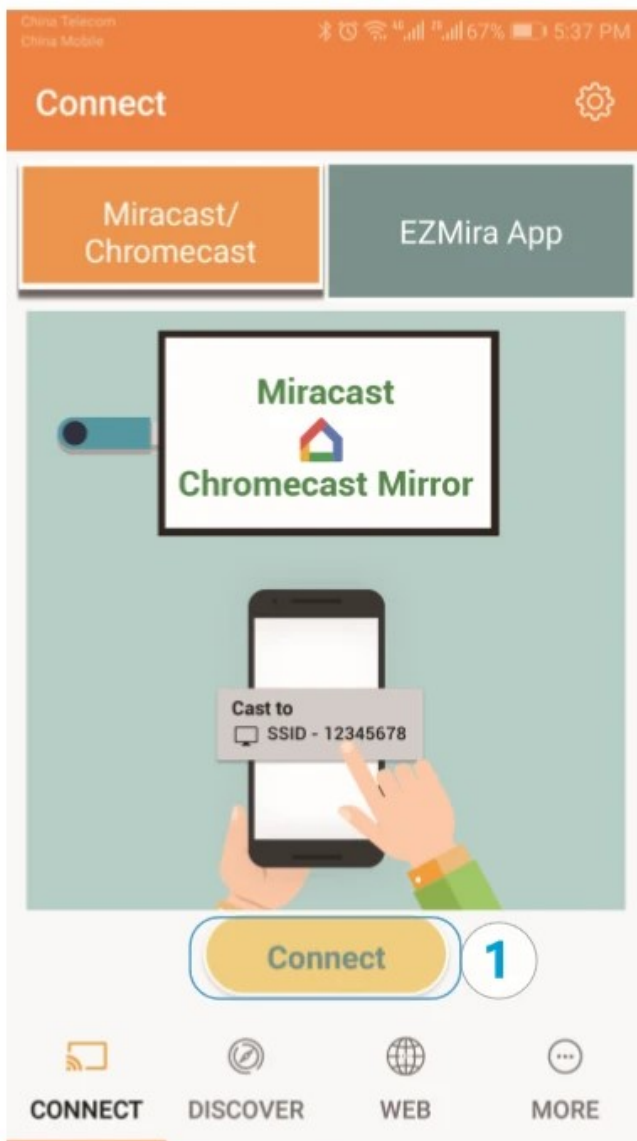 China Telecom
China Mobile
67% 5:37 PM
Connect
Miracast/
Chromecast
EZMira App
Miracast
Chromecast Mirror
Cast to
SSID - 12345678
Connect
1
CONNECT DISCOVER WEB MORE